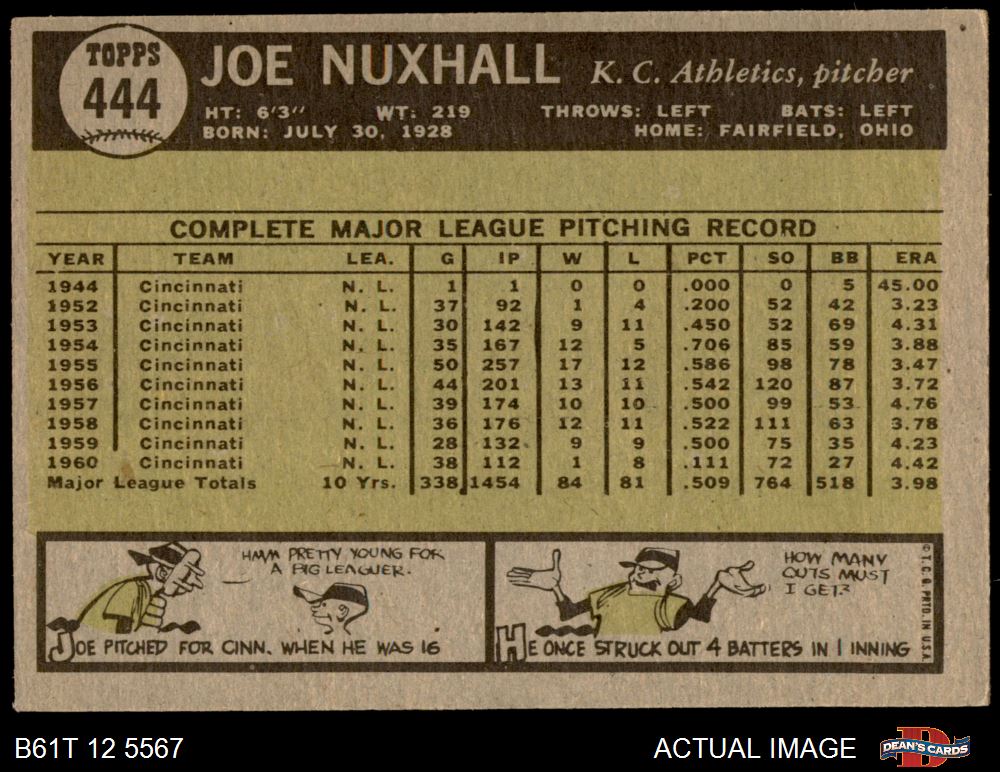 TOPPS
444
JOE NUXHALL K. C. Athletics, pitcher
HT: 6'3" WT: 219 THROWS: LEFT BATS: LEFT
BORN: JULY 30, 1928 HOME: FAIRFIELD, OHIO
COMPLETE MAJOR LEAGUE PITCHING RECORD
YEAR TEAM LEA. G IP W L PCT SO BB ERA
1944 Cincinnati N. L. 1 1 0 0 .000 0 5 45.00
1952 Cincinnati N. L. 37 92 1 4 .200 52 42 3.23
1953 Cincinnati N. L. 30 142 9 11 .450 52 69 4.31
1954 Cincinnati N. L. 35 167 12 5 .706 85 59 3.88
1955 Cincinnati N. L. 50 257 17 12 .586 98 78 3.47
1956 Cincinnati N. L. 44 201 13 11 .542 120 87 3.72
1957 Cincinnati N. L. 39 174 10 10 .500 99 53 4.76
1958 Cincinnati N. L. 36 176 12 11 .522 111 63 3.78
1959 Cincinnati N. L. 28 132 9 9 .500 75 35 4.23
1960 Cincinnati N. L. 38 112 1 8 .111 72 27 4.42
Major League Totals 10 Yrs. 338 1454 84 81 .509 764 518 3.98
HMM PRETTY YOUNG FOR
A BIG LEAGUER.
JOE PITCHED FOR CINN. WHEN HE WAS 16
HOW MANY
OUTS MUST
I GET?
HE ONCE STRUCK OUT 4 BATTERS IN 1 INNING
© T. C. G. PRTD. IN U.S.A.
B61T 12 5567
ACTUAL IMAGE
DEAN'S CARDS